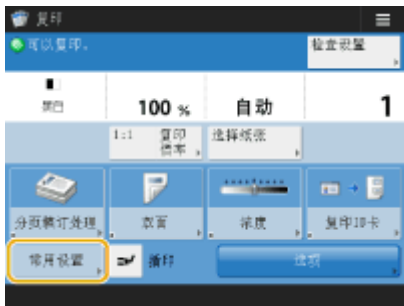 复印
可以复印。
检查设置
黑白
100 %
自动
1
1:1 复印
倍率
选择纸张
分页装订处理
双面
浓度
复印ID卡
常用设置
插印
选项